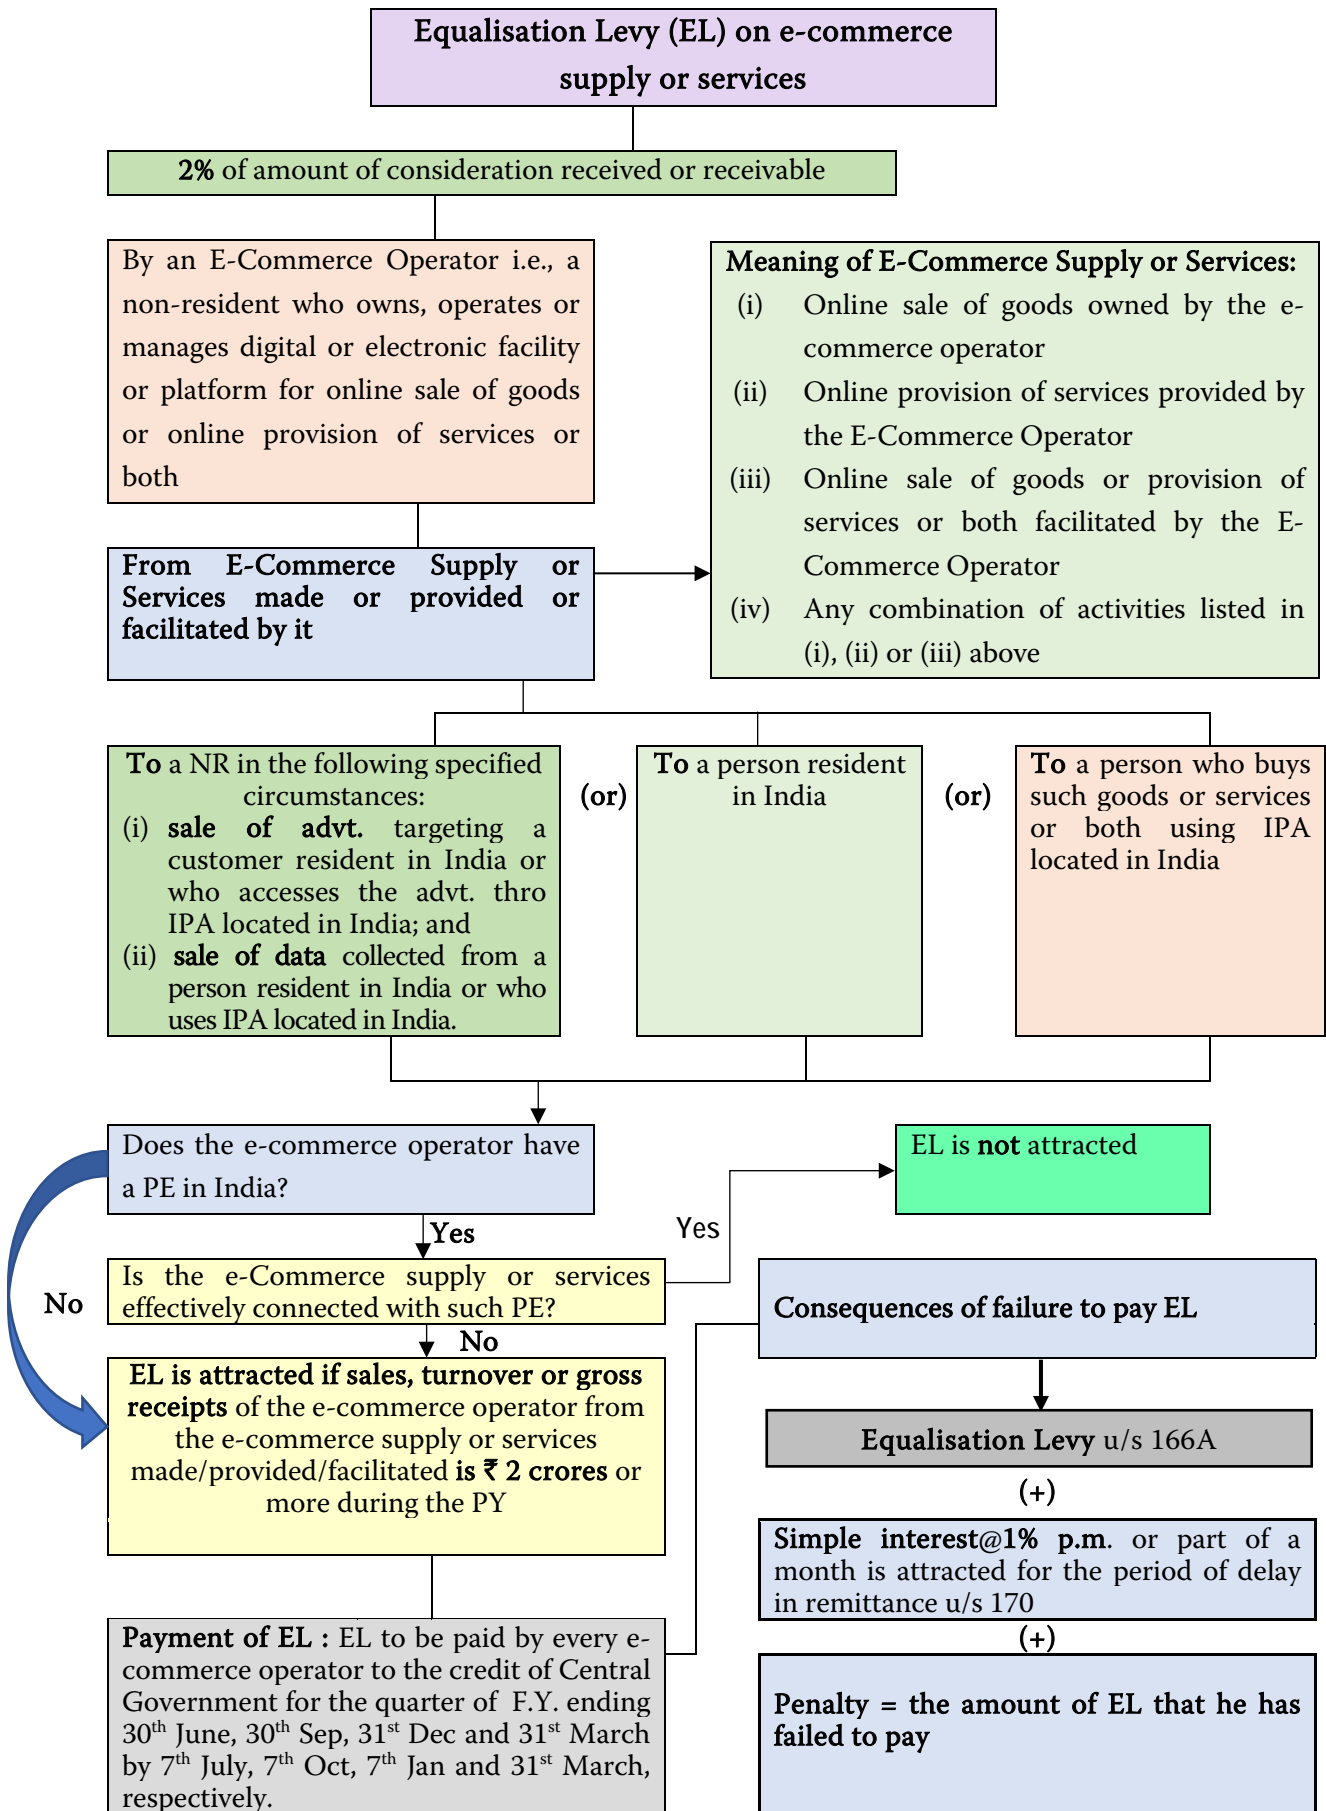 Equalisation Levy (EL) on e-commerce
supply or services
2% of amount of consideration received or receivable
By an E-Commerce Operator i.e., a
non-resident who owns, operates or
manages digital or electronic facility
or platform for online sale of goods
or online provision of services or
both
Meaning of E-Commerce Supply or Services:
(i) Online sale of goods owned by the e-
commerce operator
(ii) Online provision of services provided by
the E-Commerce Operator
(iii) Online sale of goods or provision of
services or both facilitated by the E-
Commerce Operator
(iv) Any combination of activities listed in
(i), (ii) or (iii) above
From E-Commerce Supply or
Services made or provided or
facilitated by it
To a NR in the following specified
circumstances:
(i) sale of advt. targeting a
customer resident in India or
who accesses the advt. thro
IPA located in India; and
(ii) sale of data collected from a
person resident in India or who
uses IPA located in India.
(or)
To a person resident
in India
(or)
To a person who buys
such goods or services
or both using IPA
located in India
Does the e-commerce operator have
a PE in India?
EL is not attracted
Yes
Yes
Is the e-Commerce supply or services
effectively connected with such PE?
No
No
EL is attracted if sales, turnover or gross
receipts of the e-commerce operator from
the e-commerce supply or services
made/provided/facilitated is ₹ 2 crores or
more during the PY
Payment of EL : EL to be paid by every e-
commerce operator to the credit of Central
Government for the quarter of F.Y. ending
30th June, 30th Sep, 31st Dec and 31st March
by 7th July, 7th Oct, 7th Jan and 31st March,
respectively.
Consequences of failure to pay EL
Equalisation Levy u/s 166A
(+)
Simple interest@1% p.m. or part of a
month is attracted for the period of delay
in remittance u/s 170
(+)
Penalty = the amount of EL that he has
failed to pay